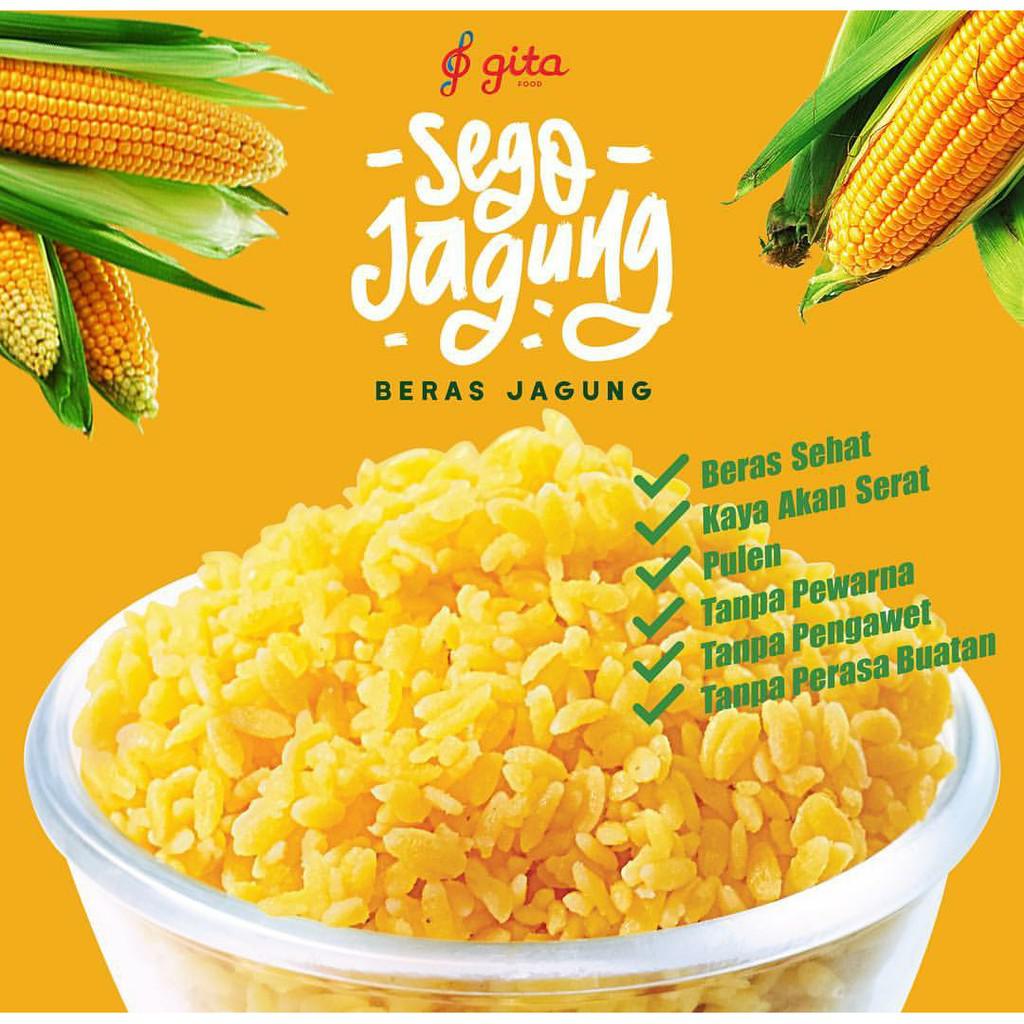 gita
FOOD
Sego
Jagung
BERAS JAGUNG
Beras Sehat
Kaya Akan Serat
Pulen
Tanpa Pewarna
Tanpa Pengawet
Tanpa Perasa Buatan